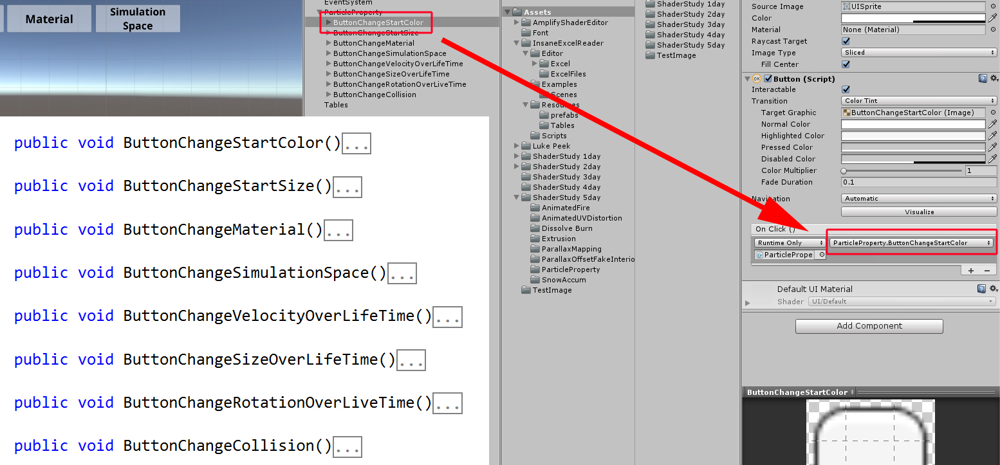 Material
Simulation
Space
public void ButtonChangeStartColor()...
public void ButtonChangeStartSize()...
public void ButtonChangeMaterial()...
public void ButtonChangeSimulationSpace()...
public void ButtonChangeVelocityOverLifeTime()...
public void ButtonChangeSizeOverLifeTime()...
public void ButtonChangeRotationOverLiveTime()...
public void ButtonChangeCollision()...
EventSystem
ParticleProperty
ButtonChangeStartColor
ButtonChangeStartSize
ButtonChangeMaterial
ButtonChangeSimulationSpace
ButtonChangeVelocityOverLifeTime
ButtonChangeSizeOverLifeTime
ButtonChangeRotationOverLiveTime
ButtonChangeCollision
Tables
Assets
AmplifyShaderEditor
Font
InsaneExcelReader
Editor
Excel
ExcelFiles
Examples
Scenes
Resources
prefabs
Tables
Scripts
Luke Peek
ShaderStudy 1day
ShaderStudy 2day
ShaderStudy 3day
ShaderStudy 4day
ShaderStudy 5day
AnimatedFire
AnimatedUVDistortion
Dissolve Burn
Extrusion
ParallaxMapping
ParallaxOffsetFakeInterio
ParticleProperty
SnowAccum
TestImage
ShaderStudy 1day
ShaderStudy 2day
ShaderStudy 3day
ShaderStudy 4day
ShaderStudy 5day
TestImage
Source Image UISprite
Color
Material None (Material)
Raycast Target
Image Type Sliced
Fill Center
OK Button (Script)
Interactable
Transition Color Tint
Target Graphic ButtonChangeStartColor (Image)
Normal Color
Highlighted Color
Pressed Color
Disabled Color
Color Multiplier 1
Fade Duration 0.1
Navigation Automatic
Visualize
On Click ()
Runtime Only ParticleProperty.ButtonChangeStartColor
ParticlePrope
+ −
Default UI Material
Shader UI/Default
Add Component
ButtonChangeStartColor